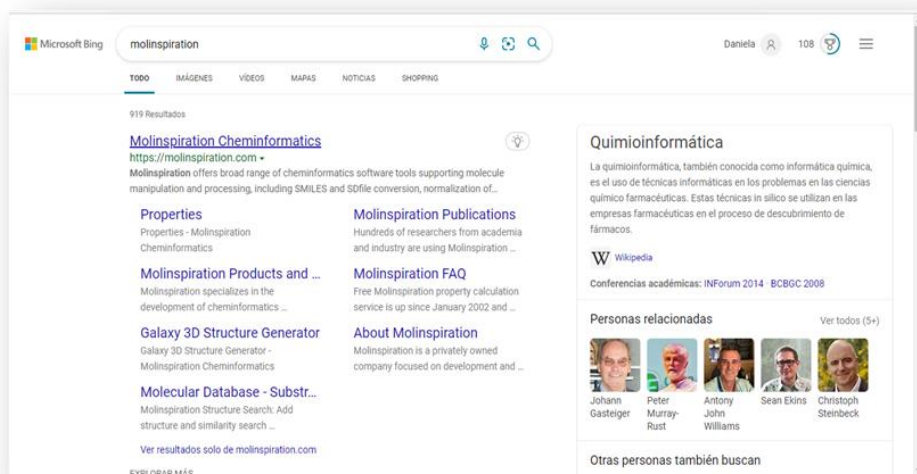 Microsoft Bing
molinspiration
Daniela
108
TODO IMÁGENES VÍDEOS MAPAS NOTICIAS SHOPPING
919 Resultados
Molinspiration Cheminformatics
https://molinspiration.com
Molinspiration offers broad range of cheminformatics software tools supporting molecule
manipulation and processing, including SMILES and SDfile conversion, normalization of...
Properties
Properties - Molinspiration
Cheminformatics
Molinspiration Publications
Hundreds of researchers from academia
and industry are using Molinspiration ...
Molinspiration Products and ...
Molinspiration specializes in the
development of cheminformatics ...
Molinspiration FAQ
Free Molinspiration property calculation
service is up since January 2002 and ...
Galaxy 3D Structure Generator
Galaxy 3D Structure Generator -
Molinspiration Cheminformatics
About Molinspiration
Molinspiration is a privately owned
company focused on development and ...
Molecular Database - Substr...
Molinspiration Structure Search: Add
structure and similarity search ...
Ver resultados solo de molinspiration.com
EXPLORAR MÁS
Quimioinformática
La quimioinformática, también conocida como informática química,
es el uso de técnicas informáticas en los problemas en las ciencias
químico farmacéuticas. Estas técnicas in silico se utilizan en las
empresas farmacéuticas en el proceso de descubrimiento de
fármacos.
W Wikipedia
Conferencias académicas: INForum 2014 · BCBGC 2008
Personas relacionadas
Ver todos (5+)
Johann
Gasteiger
Peter
Murray-
Rust
Antony
John
Williams
Sean Ekins
Christoph
Steinbeck
Otras personas también buscan